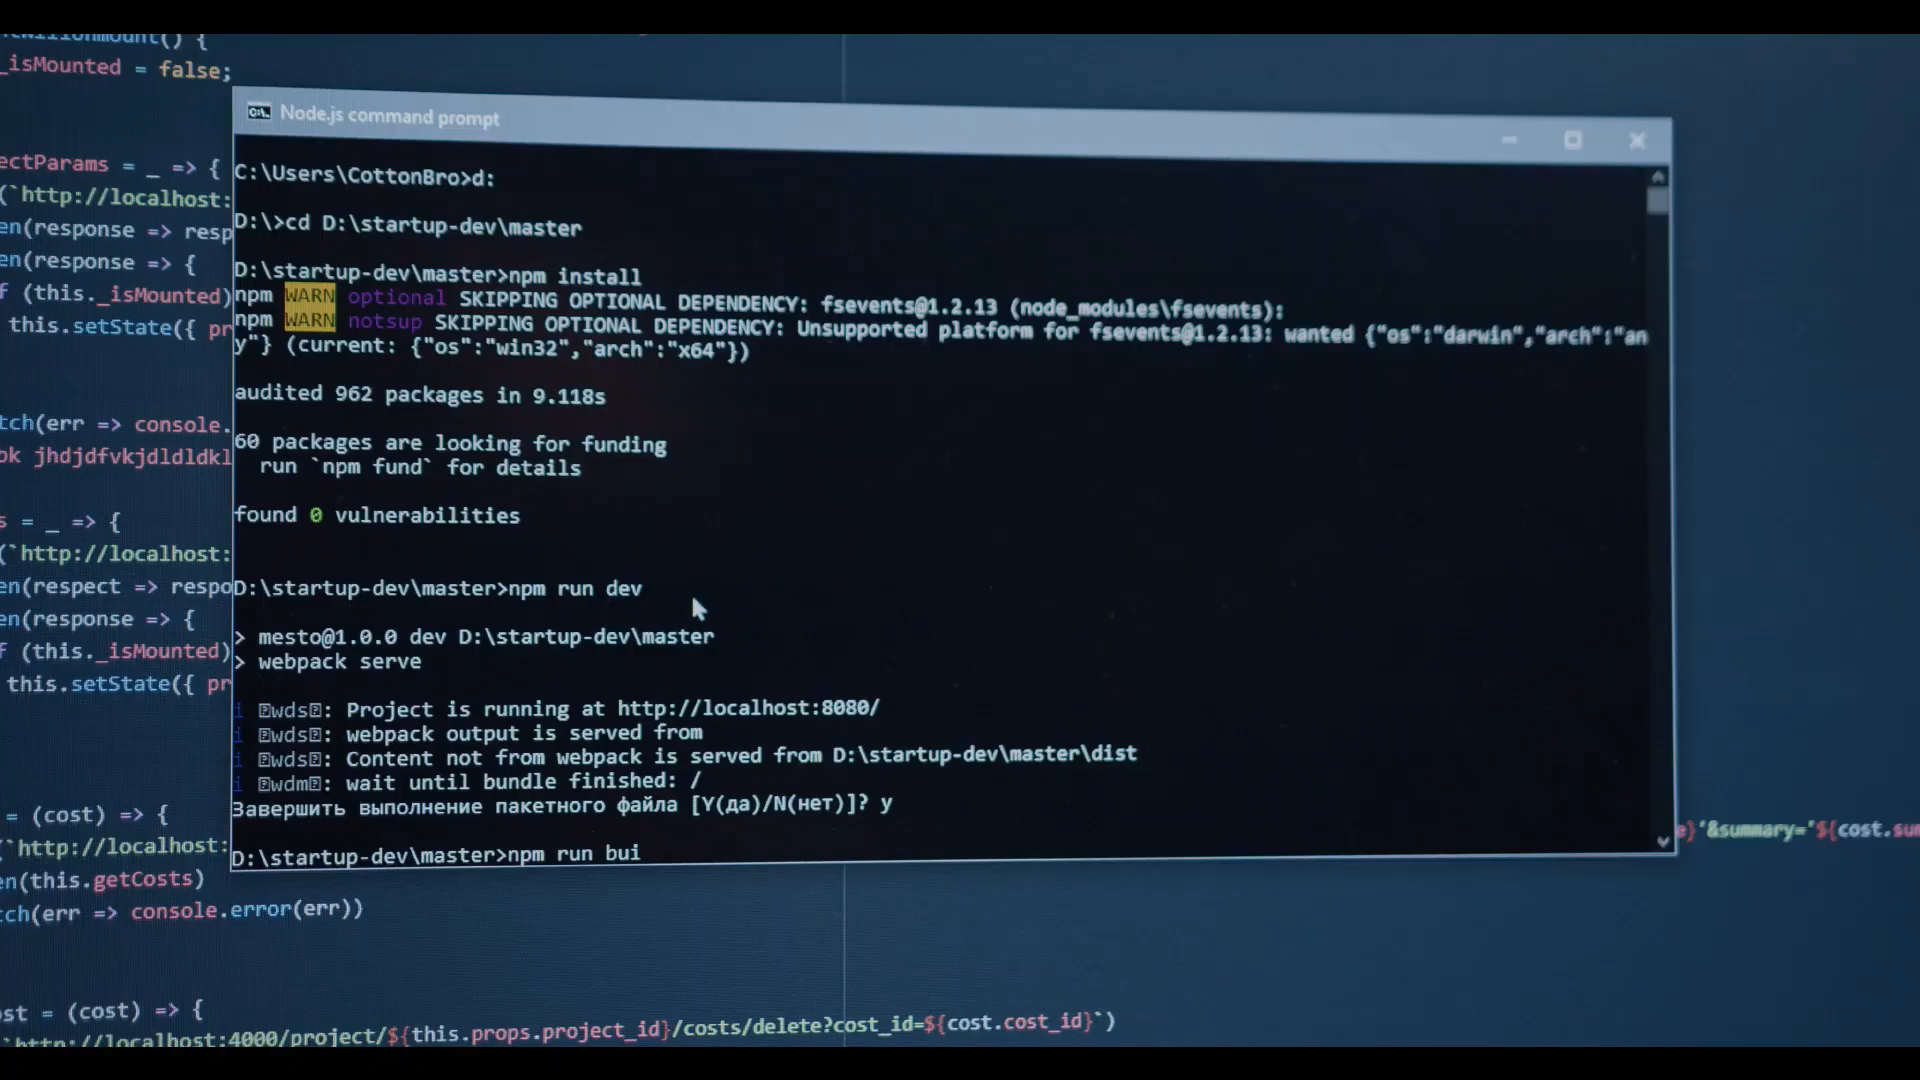 _isMounted = false;
Node.js command prompt
C:\Users\CottonBro>d:
D:\>cd D:\startup-dev\master
D:\startup-dev\master>npm install
npm WARN optional SKIPPING OPTIONAL DEPENDENCY: fsevents@1.2.13 (node_modules\fsevents):
npm WARN notsup SKIPPING OPTIONAL DEPENDENCY: Unsupported platform for fsevents@1.2.13: wanted {"os":"darwin","arch":"an
y"} (current: {"os":"win32","arch":"x64"})
audited 962 packages in 9.118s
60 packages are looking for funding
run `npm fund` for details
found 0 vulnerabilities
D:\startup-dev\master>npm run dev
> mesto@1.0.0 dev D:\startup-dev\master
> webpack serve
i wds: Project is running at http://localhost:8080/
i wds: webpack output is served from
i wds: Content not from webpack is served from D:\startup-dev\master\dist
i wdm: wait until bundle finished: /
Завершить выполнение пакетного файла [Y(да)/N(нет)]? y
D:\startup-dev\master>npm run bui
ectParams = _ => {
(`http://localhost:
en(response => resp
en(response => {
f (this._isMounted)
this.setState({ pr
tch(err => console.
ok jhdjdfvkjdldldkl
s = _ => {
(`http://localhost:
en(respect => respo
en(response => {
f (this._isMounted)
this.setState({ pr
= (cost) => {
(`http://localhost:
en(this.getCosts)
tch(err => console.error(err))
ost = (cost) => {
`http://localhost:4000/project/${this.props.project_id}/costs/delete?cost_id=${cost.cost_id}`)
e}'&summary='${cost.sum